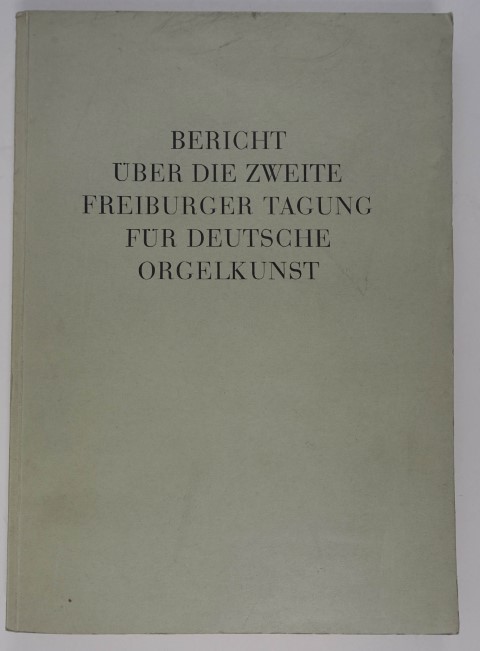 BERICHT
ÜBER DIE ZWEITE
FREIBURGER TAGUNG
FÜR DEUTSCHE
ORGELKUNST